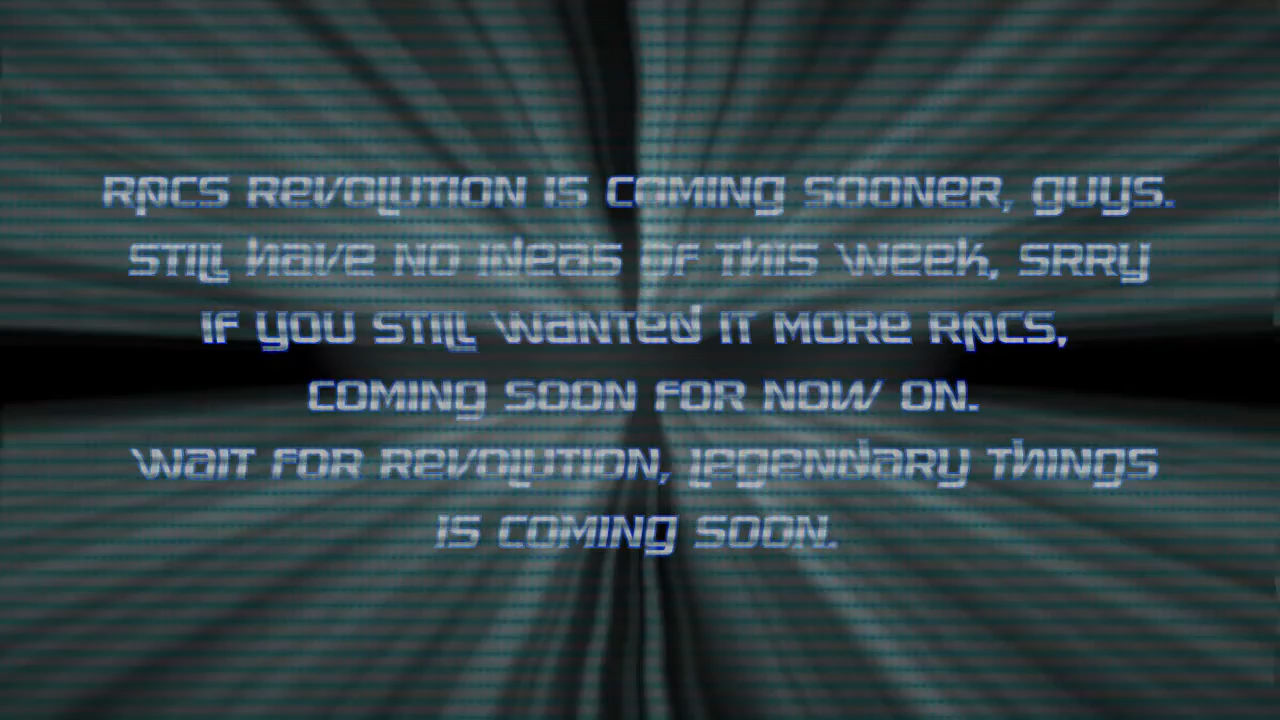 RPCS REVOLUTION IS COMING SOONER, GUYS.
STILL HAVE NO IDEAS OF THIS WEEK, SRRY
IF YOU STILL WANTED IT MORE RPCS,
COMING SOON FOR NOW ON.
WAIT FOR REVOLUTION, LEGENDARY THINGS
IS COMING SOON.